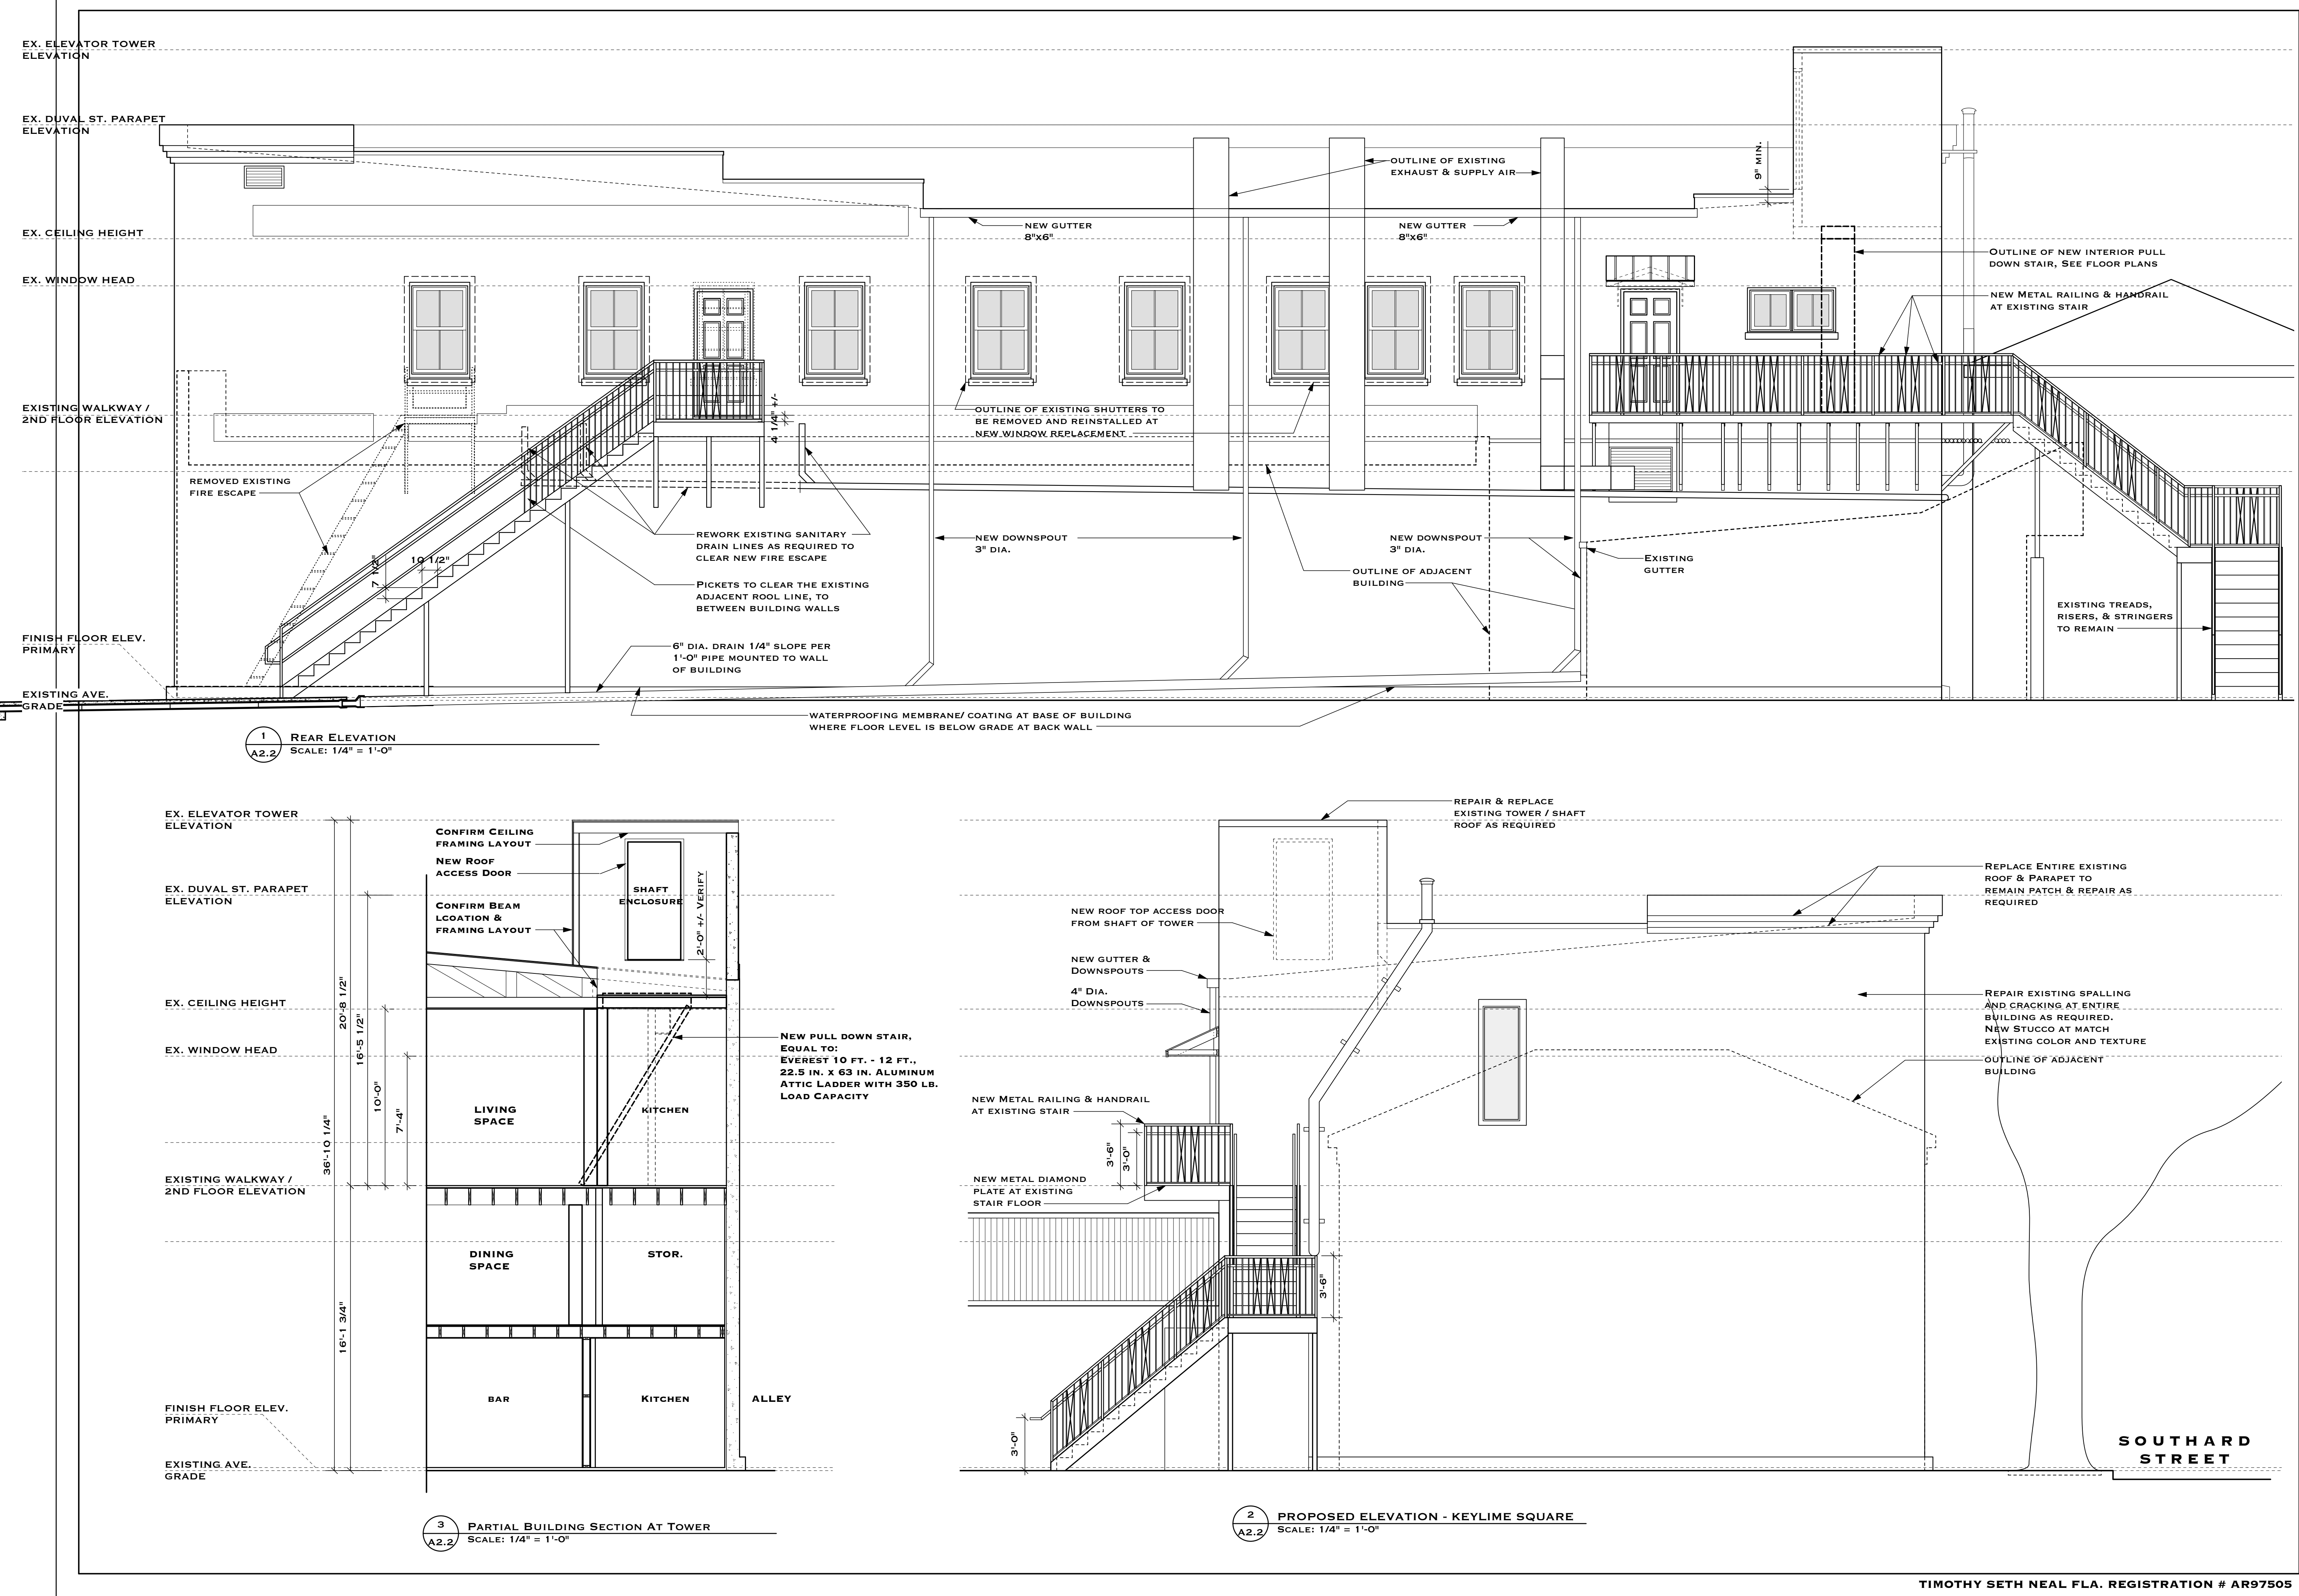 EX. ELEVATOR TOWER
ELEVATION
EX. DUVAL ST. PARAPET
ELEVATION
EX. CEILING HEIGHT
EX. WINDOW HEAD
EXISTING WALKWAY /
2ND FLOOR ELEVATION
FINISH FLOOR ELEV.
PRIMARY
EXISTING AVE.
GRADE
OUTLINE OF EXISTING
EXHAUST & SUPPLY AIR
9" MIN.
NEW GUTTER
8"X6"
NEW GUTTER
8"X6"
OUTLINE OF NEW INTERIOR PULL
DOWN STAIR, SEE FLOOR PLANS
NEW METAL RAILING & HANDRAIL
AT EXISTING STAIR
OUTLINE OF EXISTING SHUTTERS TO
BE REMOVED AND REINSTALLED AT
NEW WINDOW REPLACEMENT
4 1/4" +/-
REMOVED EXISTING
FIRE ESCAPE
7 1/2"
10 1/2"
REWORK EXISTING SANITARY
DRAIN LINES AS REQUIRED TO
CLEAR NEW FIRE ESCAPE
PICKETS TO CLEAR THE EXISTING
ADJACENT ROOL LINE, TO
BETWEEN BUILDING WALLS
NEW DOWNSPOUT
3" DIA.
NEW DOWNSPOUT
3" DIA.
EXISTING
GUTTER
OUTLINE OF ADJACENT
BUILDING
EXISTING TREADS,
RISERS, & STRINGERS
TO REMAIN
6" DIA. DRAIN 1/4" SLOPE PER
1'-0" PIPE MOUNTED TO WALL
OF BUILDING
WATERPROOFING MEMBRANE/ COATING AT BASE OF BUILDING
WHERE FLOOR LEVEL IS BELOW GRADE AT BACK WALL
1
A2.2
REAR ELEVATION
SCALE: 1/4" = 1'-0"
EX. ELEVATOR TOWER
ELEVATION
EX. DUVAL ST. PARAPET
ELEVATION
EX. CEILING HEIGHT
EX. WINDOW HEAD
EXISTING WALKWAY /
2ND FLOOR ELEVATION
FINISH FLOOR ELEV.
PRIMARY
EXISTING AVE.
GRADE
36'-10 1/4"
20'-8 1/2"
16'-1 3/4"
16'-5 1/2"
10'-0"
7'-4"
CONFIRM CEILING
FRAMING LAYOUT
NEW ROOF
ACCESS DOOR
CONFIRM BEAM
LCOATION &
FRAMING LAYOUT
SHAFT
ENCLOSURE
2'-0" +/- VERIFY
NEW PULL DOWN STAIR,
EQUAL TO:
EVEREST 10 FT. - 12 FT.,
22.5 IN. X 63 IN. ALUMINUM
ATTIC LADDER WITH 350 LB.
LOAD CAPACITY
LIVING
SPACE
KITCHEN
DINING
SPACE
STOR.
BAR
KITCHEN
ALLEY
3
A2.2
PARTIAL BUILDING SECTION AT TOWER
SCALE: 1/4" = 1'-0"
REPAIR & REPLACE
EXISTING TOWER / SHAFT
ROOF AS REQUIRED
REPLACE ENTIRE EXISTING
ROOF & PARAPET TO
REMAIN PATCH & REPAIR AS
REQUIRED
NEW ROOF TOP ACCESS DOOR
FROM SHAFT OF TOWER
NEW GUTTER &
DOWNSPOUTS
4" DIA.
DOWNSPOUTS
REPAIR EXISTING SPALLING
AND CRACKING AT ENTIRE
BUILDING AS REQUIRED.
NEW STUCCO AT MATCH
EXISTING COLOR AND TEXTURE
OUTLINE OF ADJACENT
BUILDING
NEW METAL RAILING & HANDRAIL
AT EXISTING STAIR
3'-6"
3'-0"
NEW METAL DIAMOND
PLATE AT EXISTING
STAIR FLOOR
3'-6"
3'-0"
SOUTHARD
STREET
2
A2.2
PROPOSED ELEVATION - KEYLIME SQUARE
SCALE: 1/4" = 1'-0"
TIMOTHY SETH NEAL FLA. REGISTRATION # AR97505